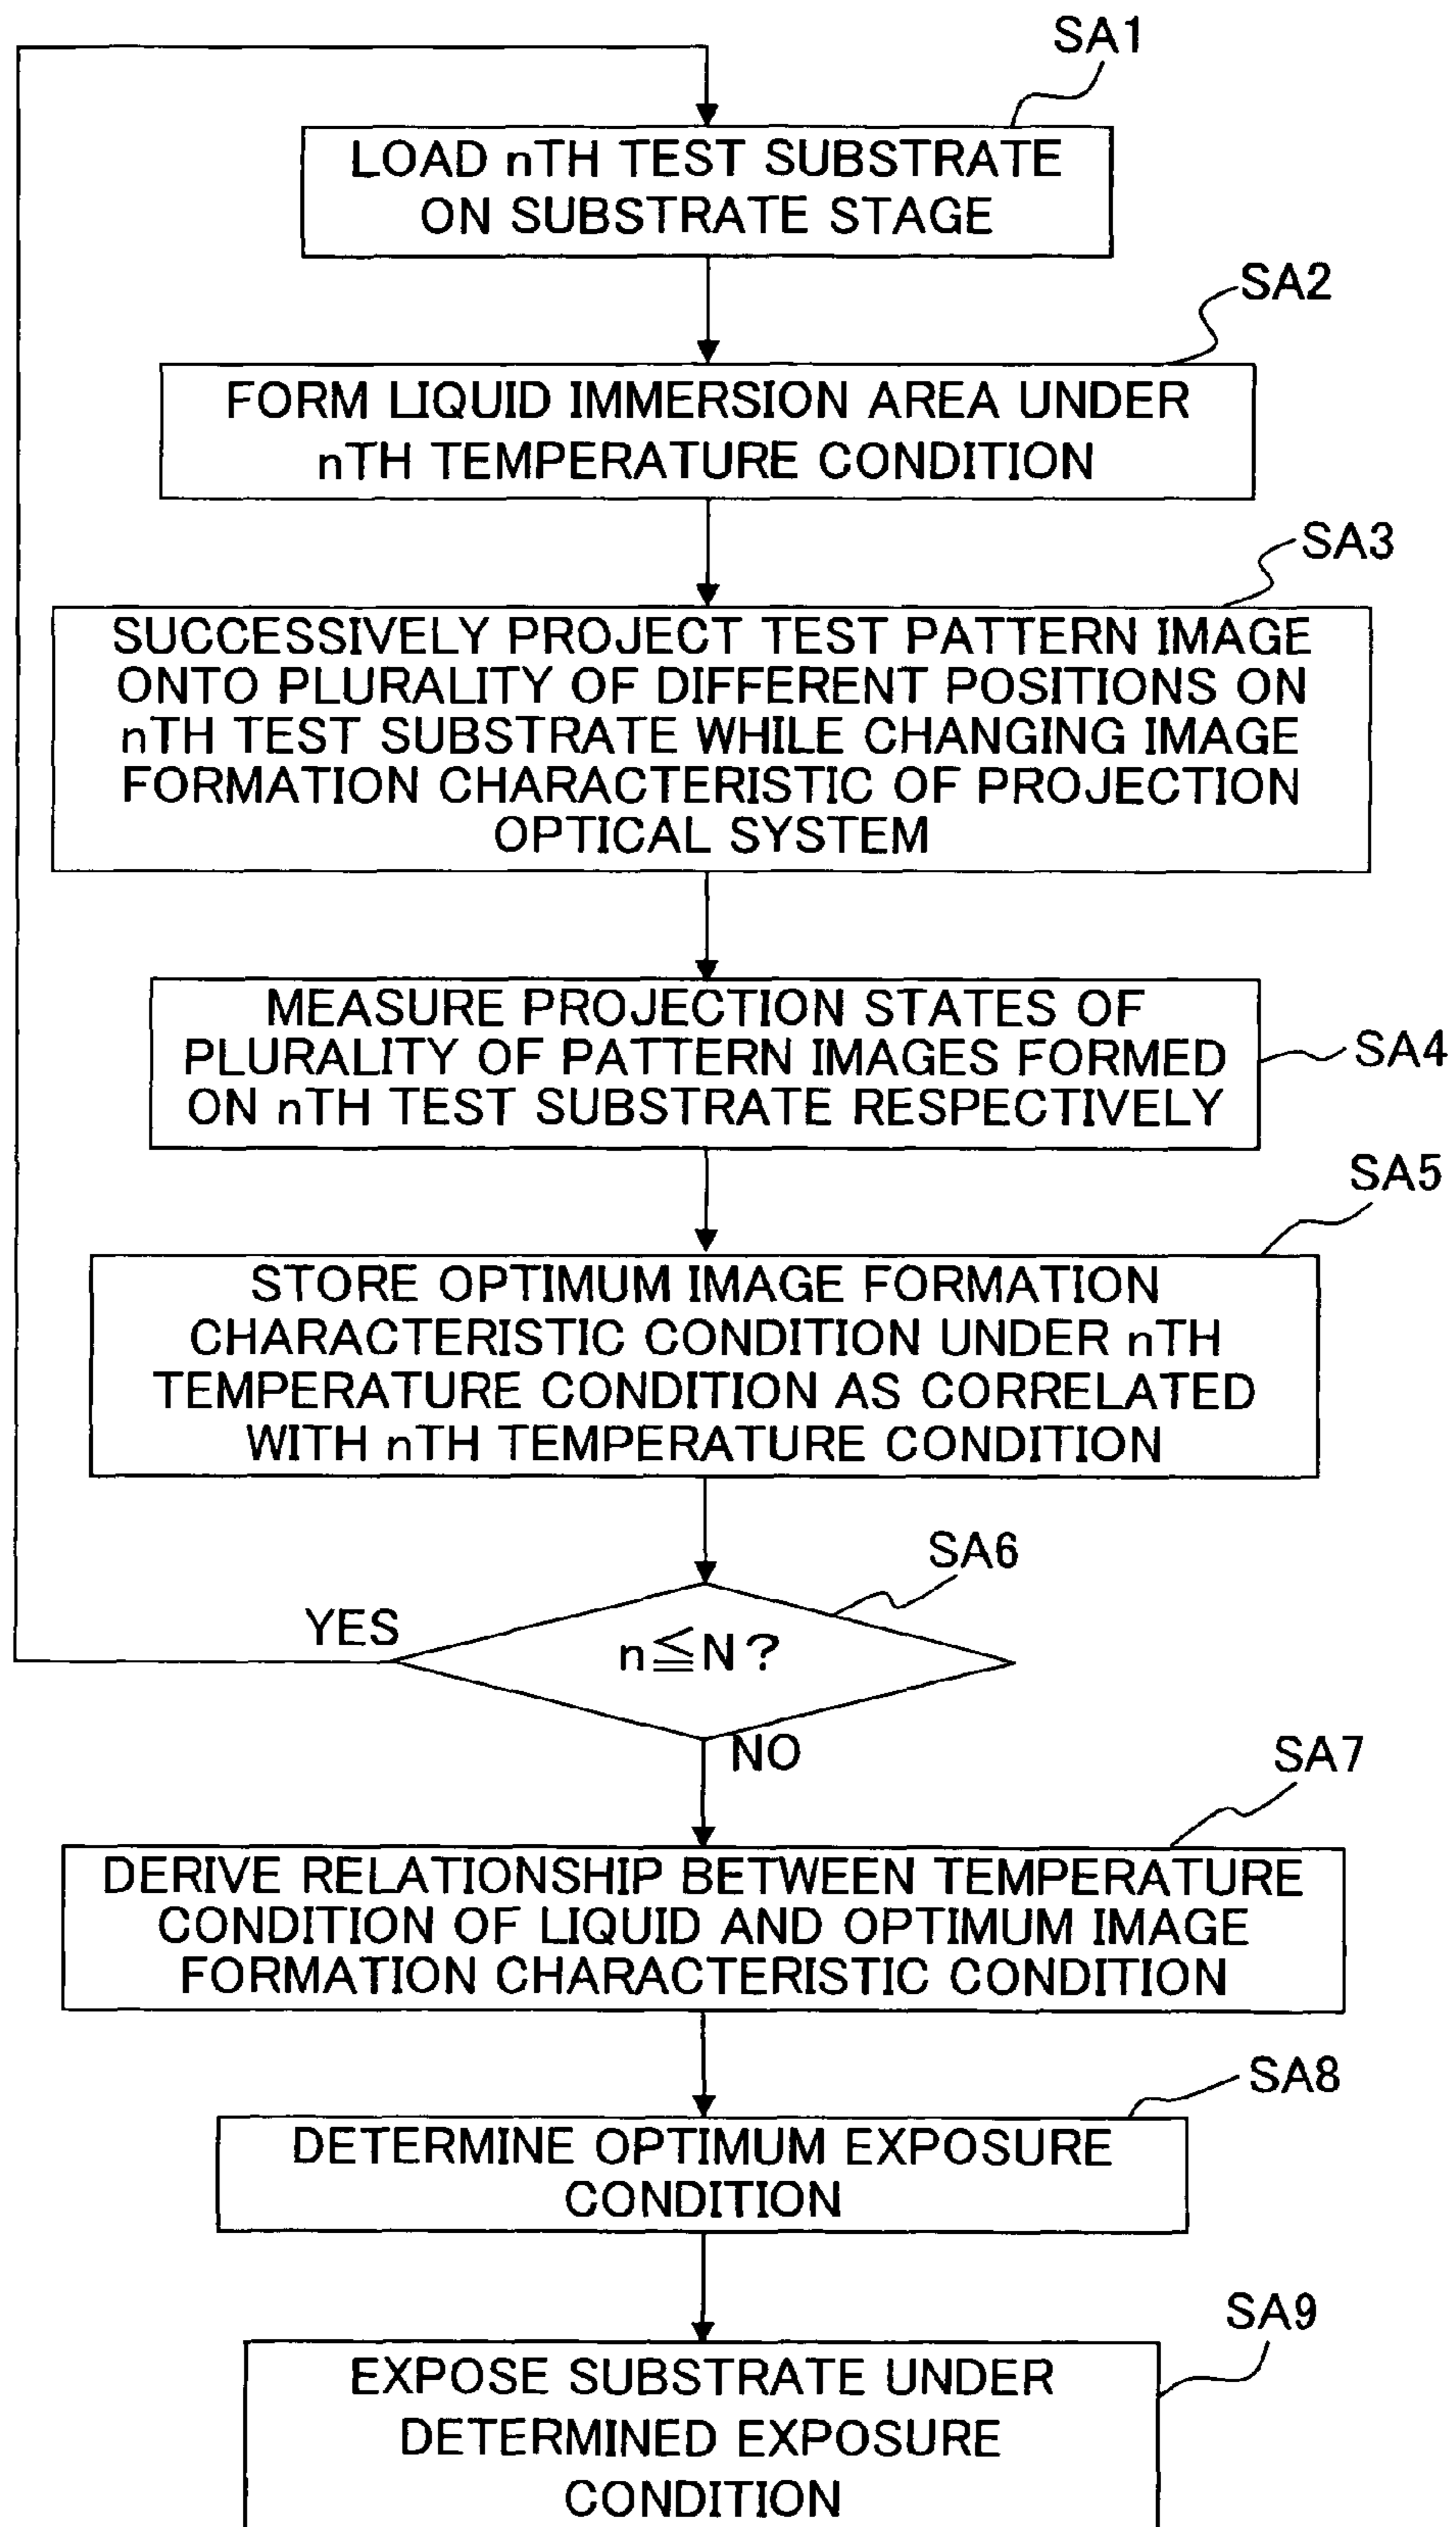 SA1
LOAD nTH TEST SUBSTRATE
ON SUBSTRATE STAGE
SA2
FORM LIQUID IMMERSION AREA UNDER
nTH TEMPERATURE CONDITION
SA3
SUCCESSIVELY PROJECT TEST PATTERN IMAGE
ONTO PLURALITY OF DIFFERENT POSITIONS ON
nTH TEST SUBSTRATE WHILE CHANGING IMAGE
FORMATION CHARACTERISTIC OF PROJECTION
OPTICAL SYSTEM
MEASURE PROJECTION STATES OF
PLURALITY OF PATTERN IMAGES FORMED
ON nTH TEST SUBSTRATE RESPECTIVELY
SA4
SA5
STORE OPTIMUM IMAGE FORMATION
CHARACTERISTIC CONDITION UNDER nTH
TEMPERATURE CONDITION AS CORRELATED
WITH nTH TEMPERATURE CONDITION
SA6
YES
n≦N?
NO
SA7
DERIVE RELATIONSHIP BETWEEN TEMPERATURE
CONDITION OF LIQUID AND OPTIMUM IMAGE
FORMATION CHARACTERISTIC CONDITION
SA8
DETERMINE OPTIMUM EXPOSURE
CONDITION
SA9
EXPOSE SUBSTRATE UNDER
DETERMINED EXPOSURE
CONDITION